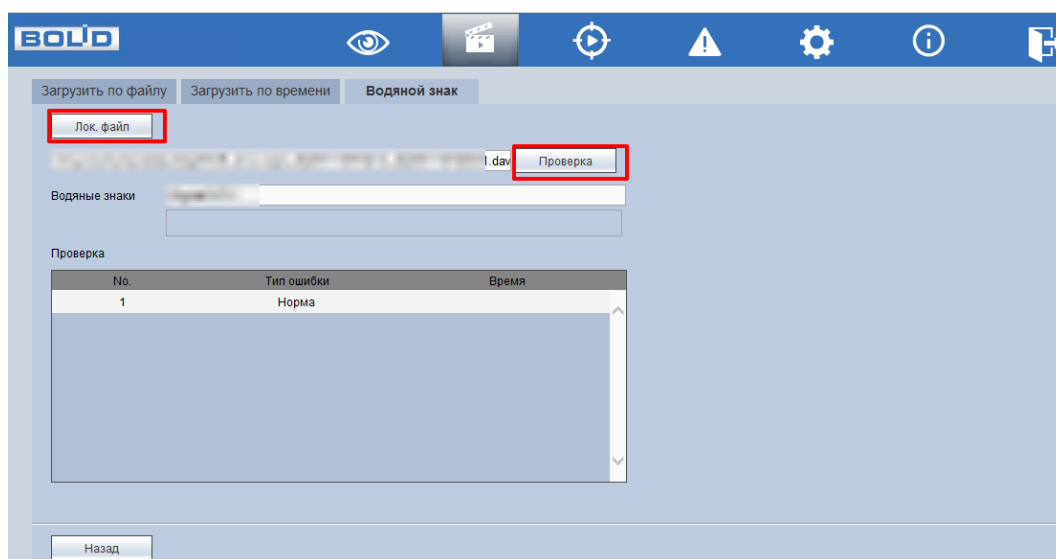 BOLID
Загрузить по файлу Загрузить по времени Водяной знак
Лок. файл
1.dav Проверка
Водяные знаки
Проверка
No. Тип ошибки Время
1 Норма
Назад